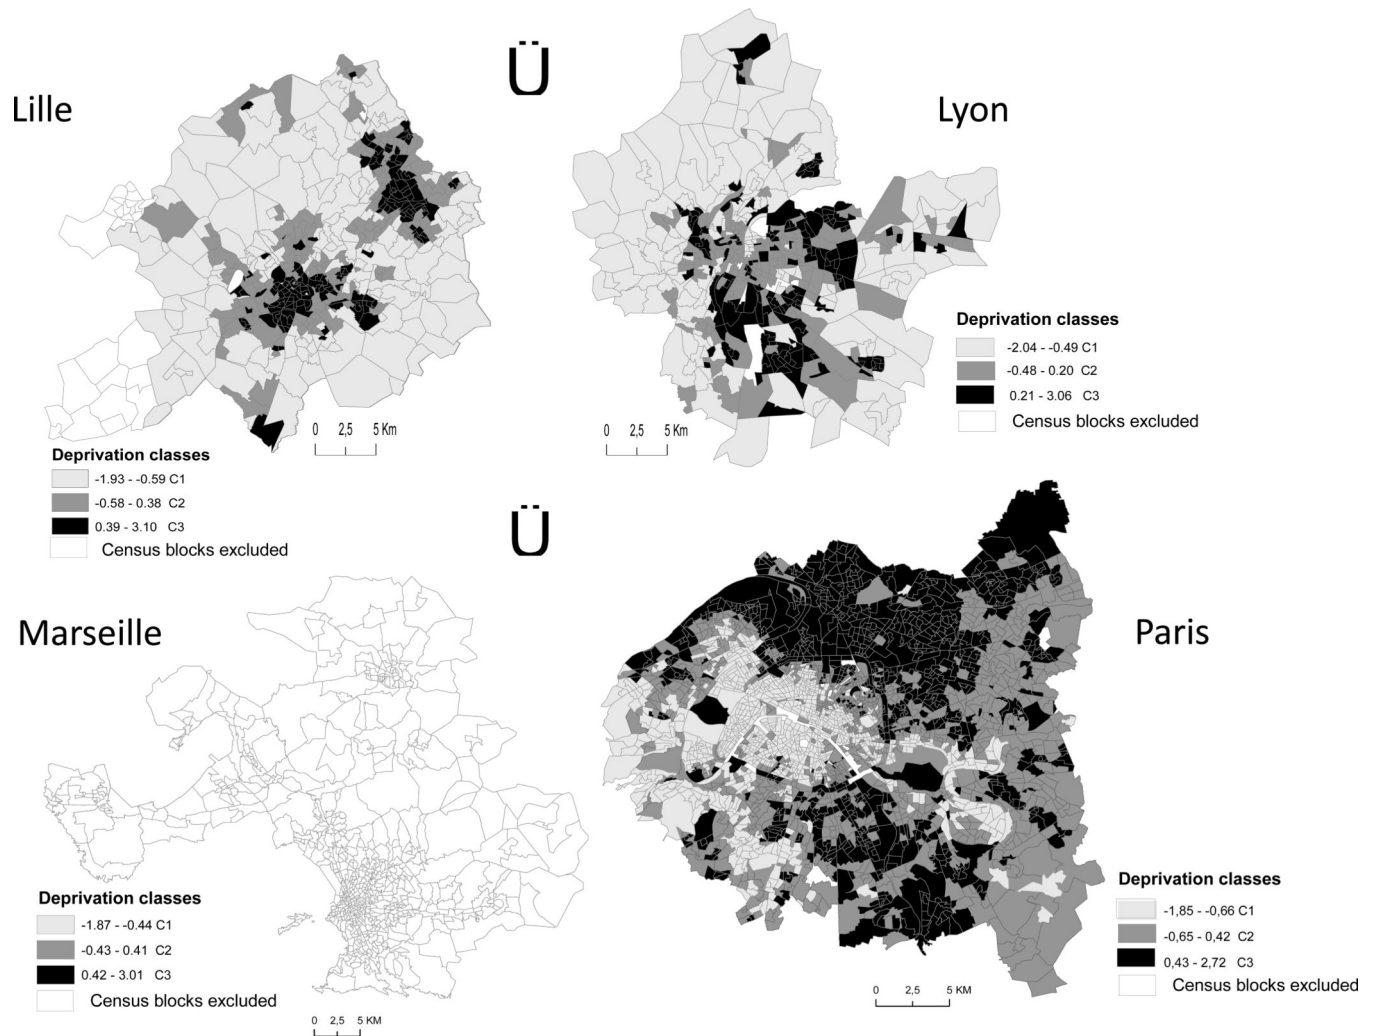 Lille
Ü
Lyon
Deprivation classes
-2.04 - -0.49 C1
-0.48 - 0.20 C2
0.21 - 3.06 C3
Census blocks excluded
0 2,5 5 Km
0 2,5 5 Km
Deprivation classes
-1.93 - -0.59 C1
-0.58 - 0.38 C2
0.39 - 3.10 C3
Census blocks excluded
Ü
Marseille
Paris
Deprivation classes
-1.87 - -0.44 C1
-0.43 - 0.41 C2
0.42 - 3.01 C3
Census blocks excluded
0 2,5 5 KM
Deprivation classes
-1,85 - -0,66 C1
-0,65 - 0,42 C2
0,43 - 2,72 C3
Census blocks excluded
0 2,5 5 KM